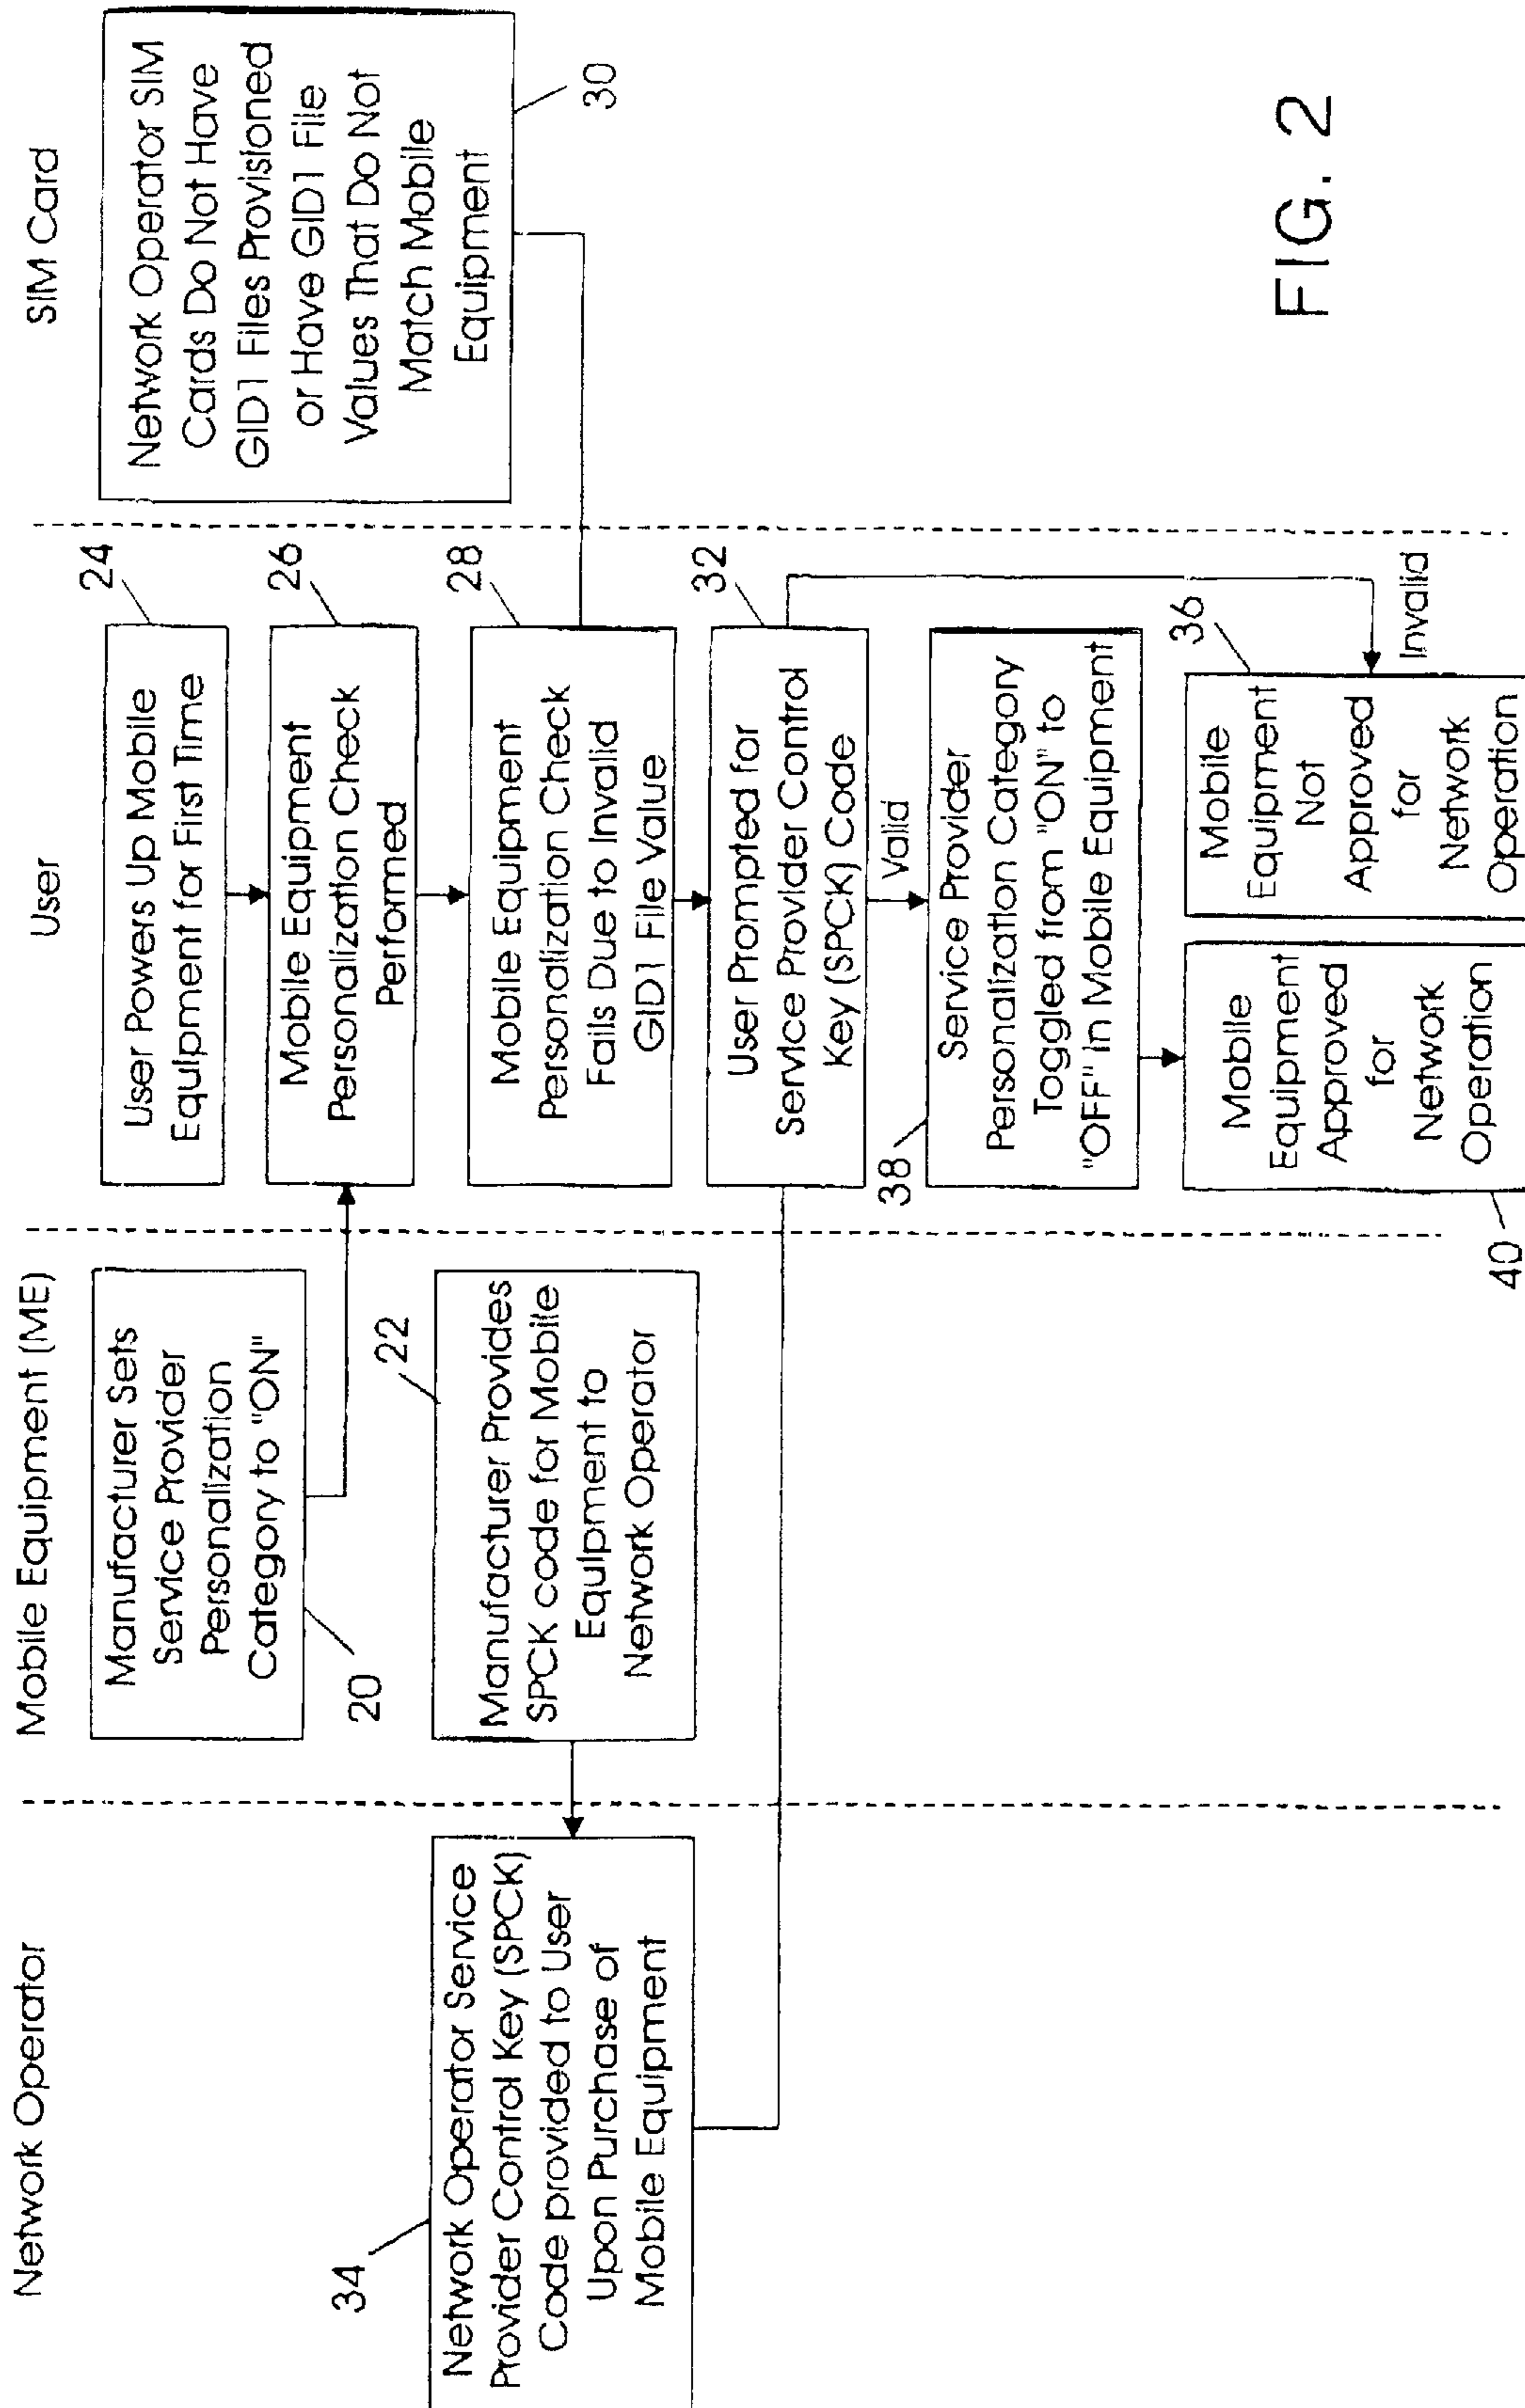 Network Operator
Mobile Equipment (ME)
User
SIM Card
34
Network Operator Service
Provider Control Key (SPCK)
Code provided to User
Upon Purchase of
Mobile Equipment
Manufacturer Sets
Service Provider
Personalization
Category to "ON"
20
22
Manufacturer Provides
SPCK code for Mobile
Equipment to
Network Operator
24
User Powers Up Mobile
Equipment for First Time
26
Mobile Equipment
Personalization Check
Performed
28
Mobile Equipment
Personalization Check
Fails Due to Invalid
GID1 File Value
32
User Prompted for
Service Provider Control
Key (SPCK) Code
Valid
38
Service Provider
Personalization Category
Toggled from "ON" to
"OFF" in Mobile Equipment
Mobile
Equipment
Approved
for
Network
Operation
40
36
Mobile
Equipment
Not
Approved
for
Network
Operation
Invalid
Network Operator SIM
Cards Do Not Have
GID1 Files Provisioned
or Have GID1 File
Values That Do Not
Match Mobile
Equipment
30
FIG. 2